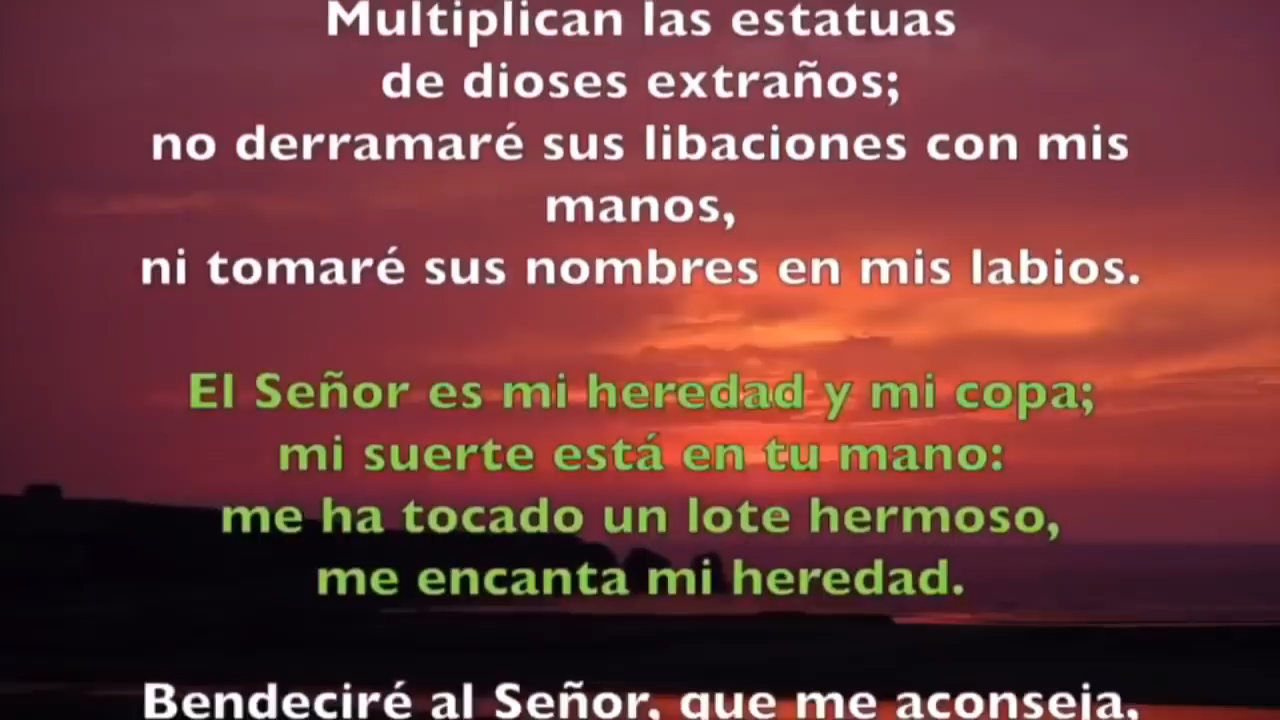 Multiplican las estatuas
de dioses extraños;
no derramaré sus libaciones con mis
manos,
ni tomaré sus nombres en mis labios.
El Señor es mi heredad y mi copa;
mi suerte está en tu mano:
me ha tocado un lote hermoso,
me encanta mi heredad.
Bendeciré al Señor, que me aconseja,